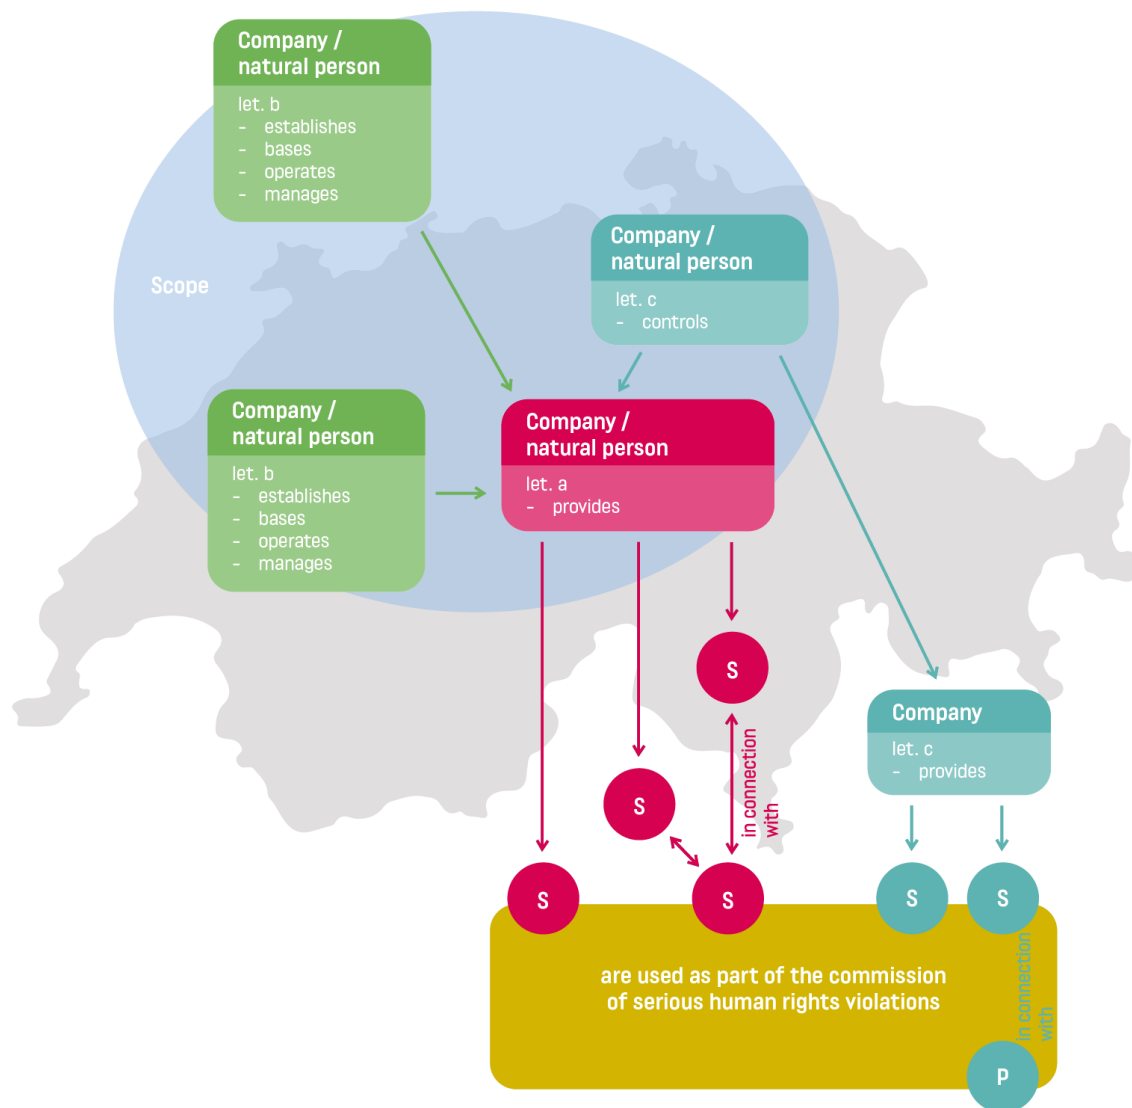 Company /
natural person
let. b
- establishes
- bases
- operates
- manages
Company /
natural person
let. c
- controls
Scope
Company /
natural person
let. b
- establishes
- bases
- operates
- manages
Company /
natural person
let. a
- provides
S
Company
let. c
- provides
in connection
with
S
S
S
S
S
are used as part of the commission
of serious human rights violations
in connection
with
P